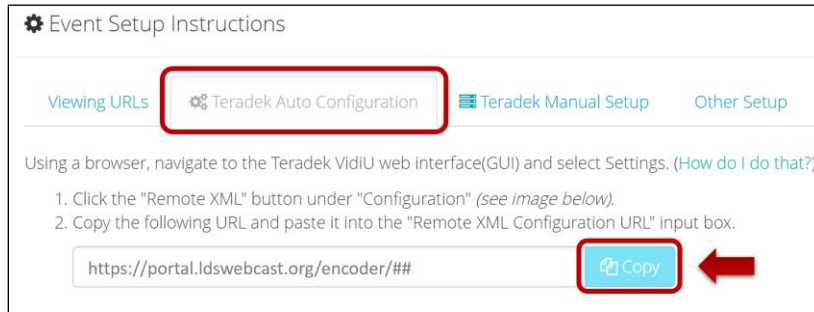 Event Setup Instructions
Viewing URLs Teradek Auto Configuration Teradek Manual Setup Other Setup
Using a browser, navigate to the Teradek VidiU web interface(GUI) and select Settings. (How do I do that?)
1. Click the "Remote XML" button under "Configuration" (see image below).
2. Copy the following URL and paste it into the "Remote XML Configuration URL" input box.
https://portal.ldswebcast.org/encoder/## Copy